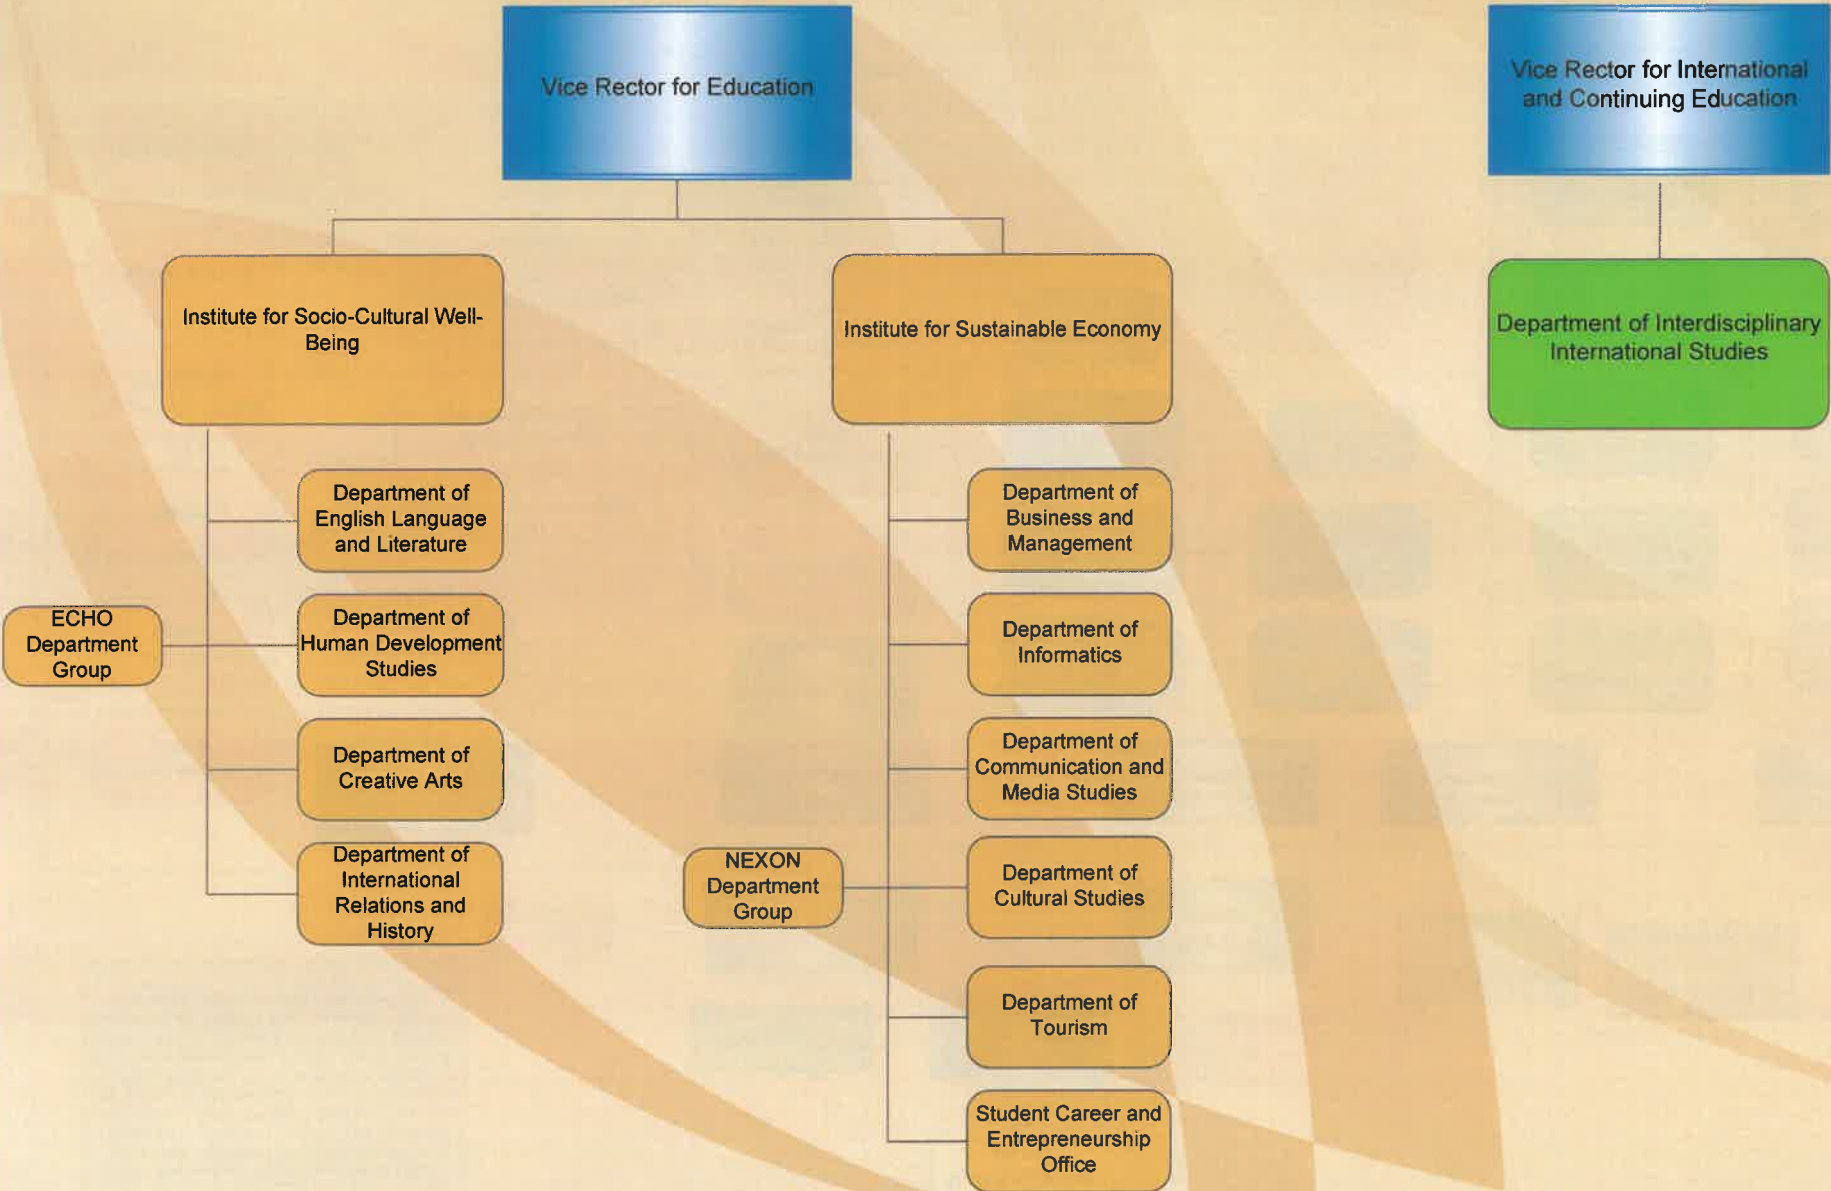 Vice Rector for Education
Vice Rector for International
and Continuing Education
Institute for Socio-Cultural Well-
Being
Institute for Sustainable Economy
Department of Interdisciplinary
International Studies
Department of
English Language
and Literature
ECHO
Department
Group
Department of
Human Development
Studies
Department of
Creative Arts
Department of
International
Relations and
History
Department of
Business and
Management
Department of
Informatics
Department of
Communication and
Media Studies
NEXON
Department
Group
Department of
Cultural Studies
Department of
Tourism
Student Career and
Entrepreneurship
Office